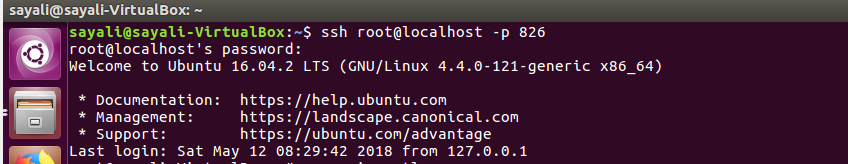 sayali@sayali-VirtualBox: ~
sayali@sayali-VirtualBox:~$ ssh root@localhost -p 826
root@localhost's password:
Welcome to Ubuntu 16.04.2 LTS (GNU/Linux 4.4.0-121-generic x86_64)
* Documentation:  https://help.ubuntu.com
* Management:     https://landscape.canonical.com
* Support:        https://ubuntu.com/advantage
Last login: Sat May 12 08:29:42 2018 from 127.0.0.1